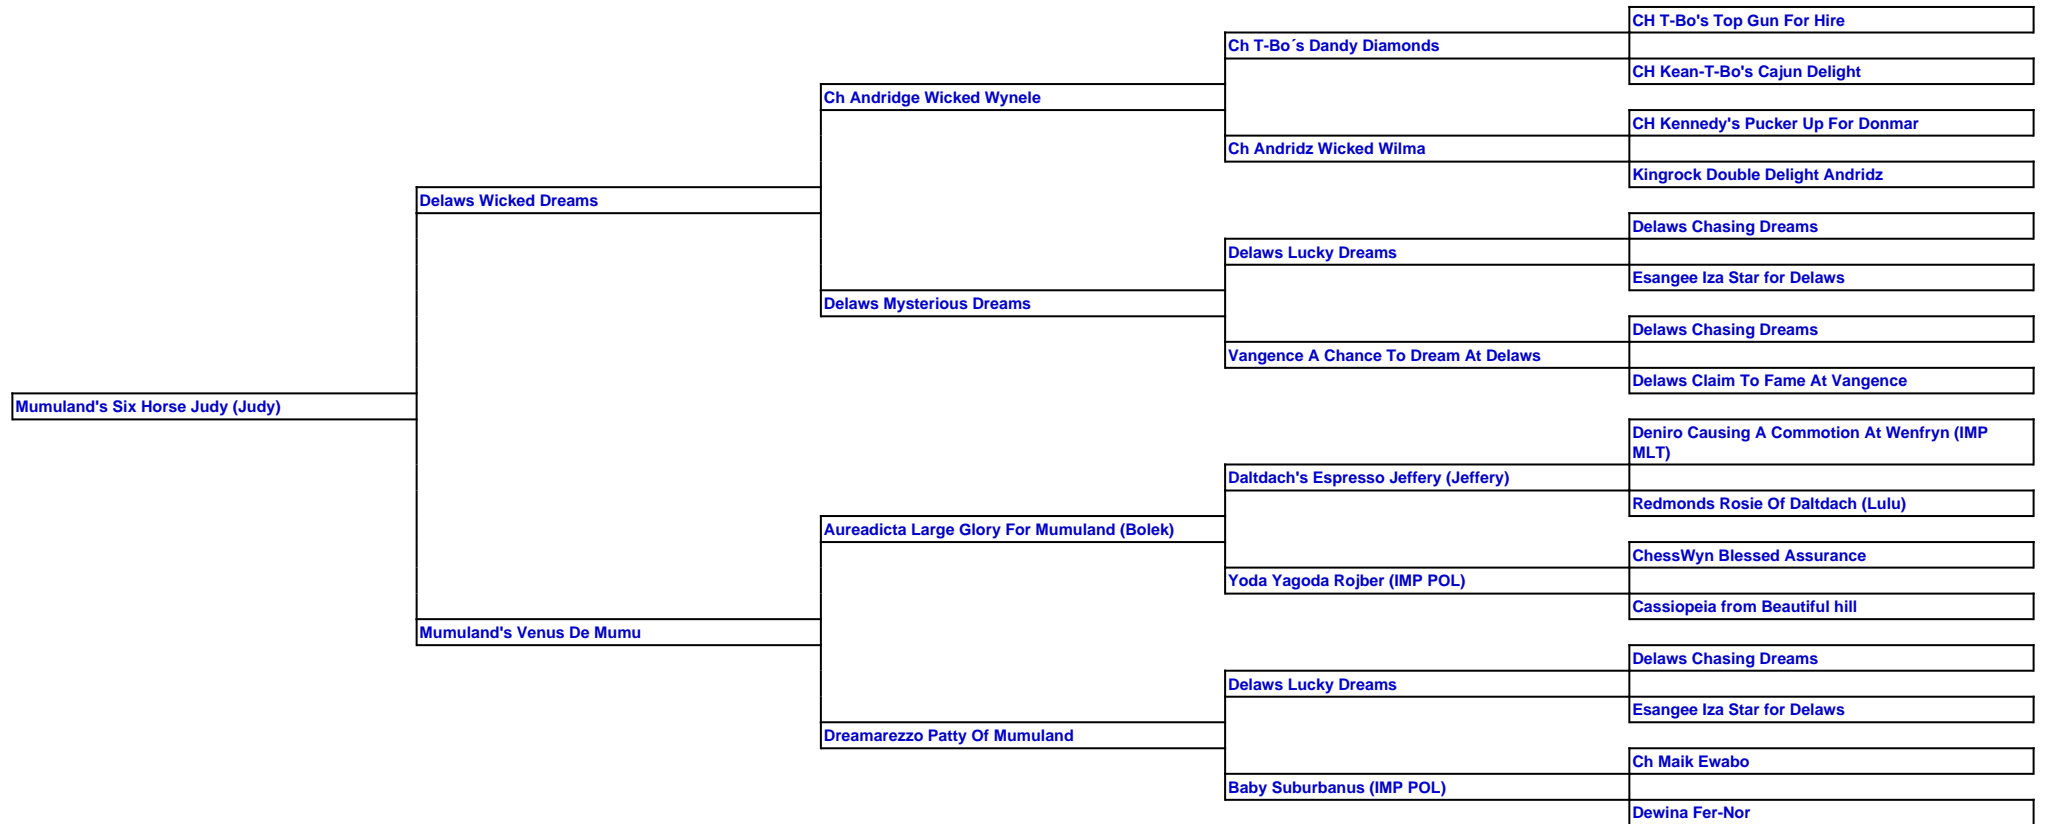 CH T-Bo's Top Gun For Hire
Ch T-Bo´s Dandy Diamonds
CH Kean-T-Bo's Cajun Delight
Ch Andridge Wicked Wynele
CH Kennedy's Pucker Up For Donmar
Ch Andridz Wicked Wilma
Kingrock Double Delight Andridz
Delaws Wicked Dreams
Delaws Chasing Dreams
Delaws Lucky Dreams
Esangee Iza Star for Delaws
Delaws Mysterious Dreams
Delaws Chasing Dreams
Vangence A Chance To Dream At Delaws
Delaws Claim To Fame At Vangence
Mumuland's Six Horse Judy (Judy)
Deniro Causing A Commotion At Wenfryn (IMP
MLT)
Daltdach's Espresso Jeffery (Jeffery)
Redmonds Rosie Of Daltdach (Lulu)
Aureadicta Large Glory For Mumuland (Bolek)
ChessWyn Blessed Assurance
Yoda Yagoda Rojber (IMP POL)
Cassiopeia from Beautiful hill
Mumuland's Venus De Mumu
Delaws Chasing Dreams
Delaws Lucky Dreams
Esangee Iza Star for Delaws
Dreamarezzo Patty Of Mumuland
Ch Maik Ewabo
Baby Suburbanus (IMP POL)
Dewina Fer-Nor